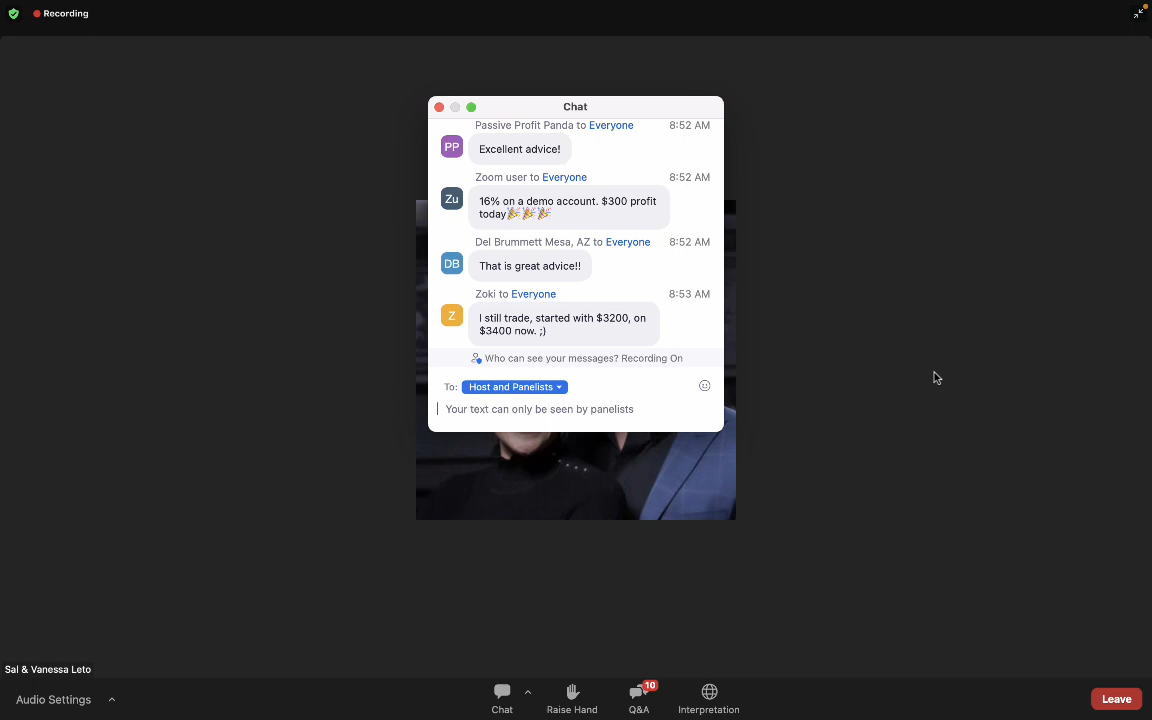 Recording
Chat
Passive Profit Panda to Everyone 8:52 AM
PP
Excellent advice!
Zoom user to Everyone 8:52 AM
Zu
16% on a demo account. $300 profit
today🎉🎉🎉
Del Brummett Mesa, AZ to Everyone 8:52 AM
DB
That is great advice!!
Zoki to Everyone 8:53 AM
Z
I still trade, started with $3200, on
$3400 now. ;)
Who can see your messages? Recording On
To: Host and Panelists
Your text can only be seen by panelists
Sal & Vanessa Leto
Audio Settings
Chat
Raise Hand
10
Q&A
Interpretation
Leave